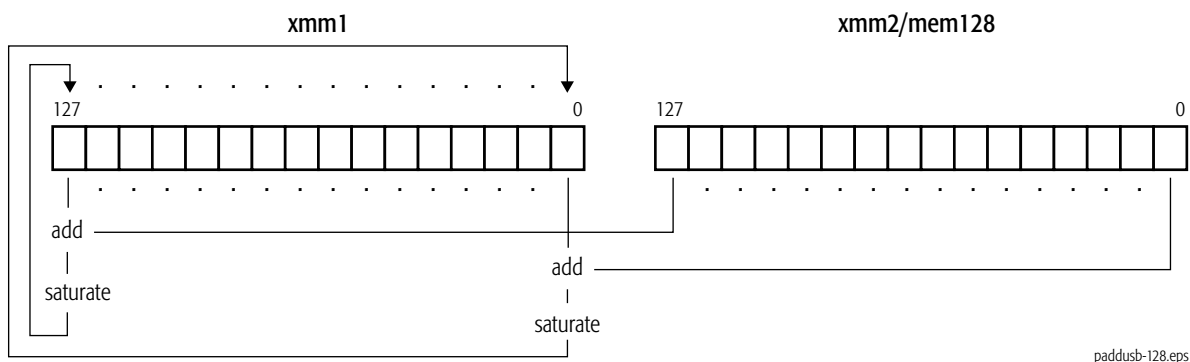 xmm1 xmm2/mem128
127 0 127 0
add
add
saturate
saturate
paddusb-128.eps